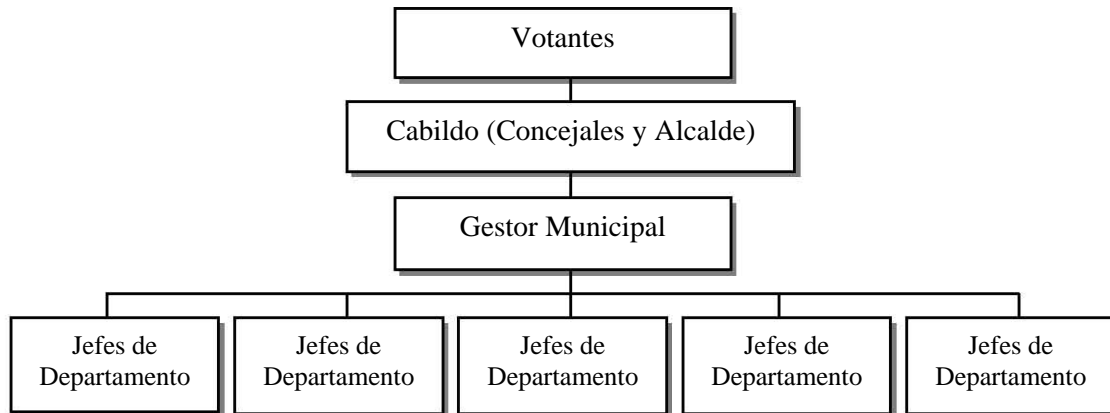 Votantes
Cabildo (Concejales y Alcalde)
Gestor Municipal
Jefes de
Departamento
Jefes de
Departamento
Jefes de
Departamento
Jefes de
Departamento
Jefes de
Departamento